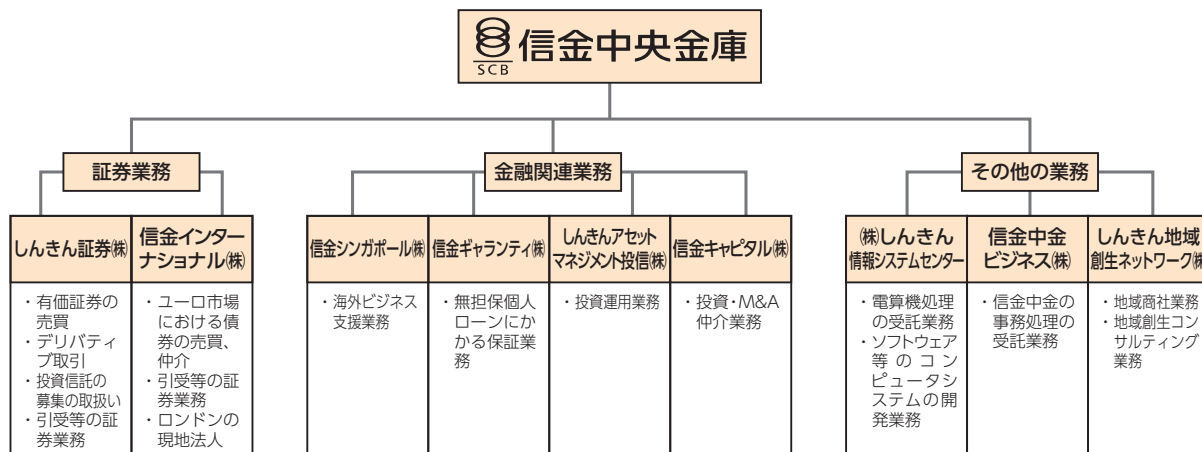 SCB
信金中央金庫
証券業務
金融関連業務
その他の業務
しんきん証券㈱
信金インター
ナショナル㈱
信金シンガポール㈱
信金ギャランティ㈱
しんきんアセット
マネジメント投信㈱
信金キャピタル㈱
㈱しんきん
情報システムセンター
信金中金
ビジネス㈱
しんきん地域
創生ネットワーク㈱
・有価証券の
売買
・デリバティ
ブ取引
・投資信託の
募集の取扱い
・引受等の証
券業務
・ユーロ市場
における債
券の売買、
仲介
・引受等の証
券業務
・ロンドンの
現地法人
・海外ビジネス
支援業務
・無担保個人
ローンにか
かる保証業
務
・投資運用業務
・投資・M&A
仲介業務
・電算機処理
の受託業務
・ソフトウェア
等のコン
ピュータシ
ステムの開
発業務
・信金中金の
事務処理の
受託業務
・地域商社業務
・地域創生コン
サルティング
業務